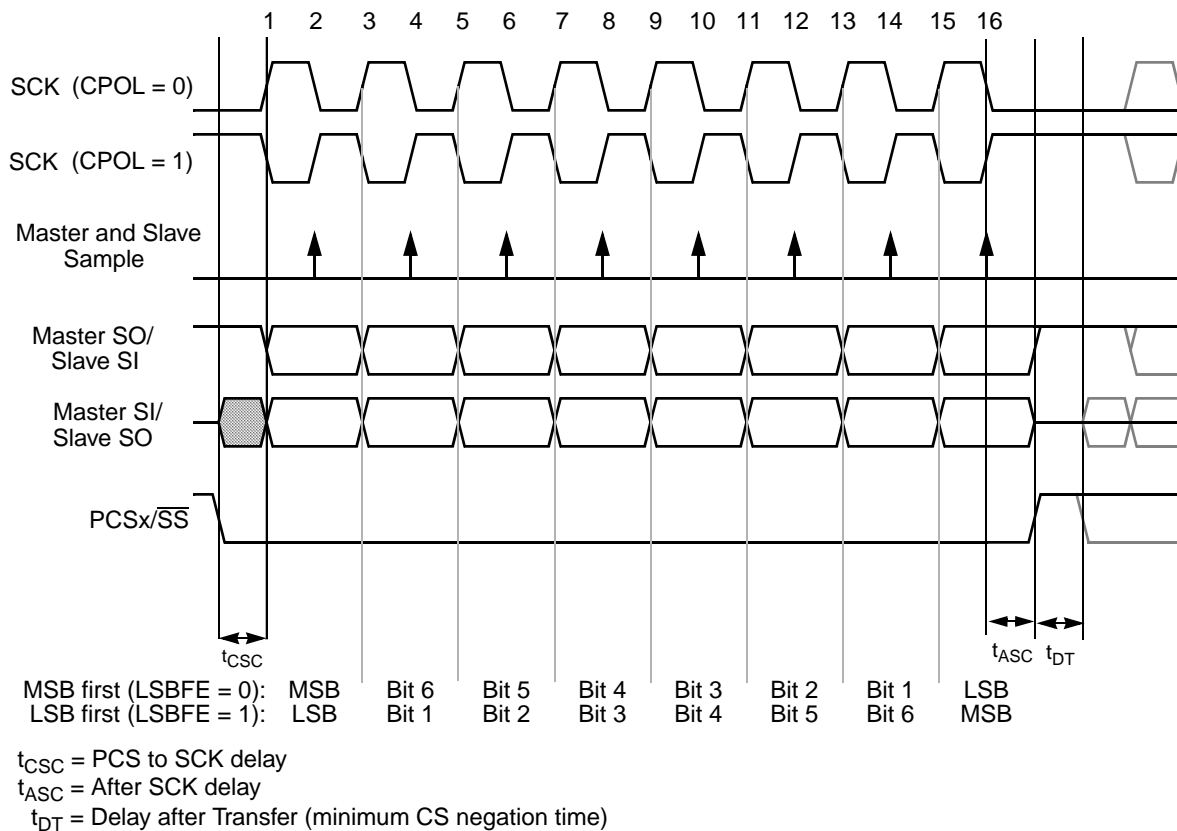 1 2 3 4 5 6 7 8 9 10 11 12 13 14 15 16
SCK (CPOL = 0)
SCK (CPOL = 1)
Master and Slave
Sample
Master SO/
Slave SI
Master SI/
Slave SO
PCSx/SS
tCSC
tASC
tDT
MSB first (LSBFE = 0): MSB Bit 6 Bit 5 Bit 4 Bit 3 Bit 2 Bit 1 LSB
LSB first (LSBFE = 1): LSB Bit 1 Bit 2 Bit 3 Bit 4 Bit 5 Bit 6 MSB
tCSC = PCS to SCK delay
tASC = After SCK delay
tDT = Delay after Transfer (minimum CS negation time)